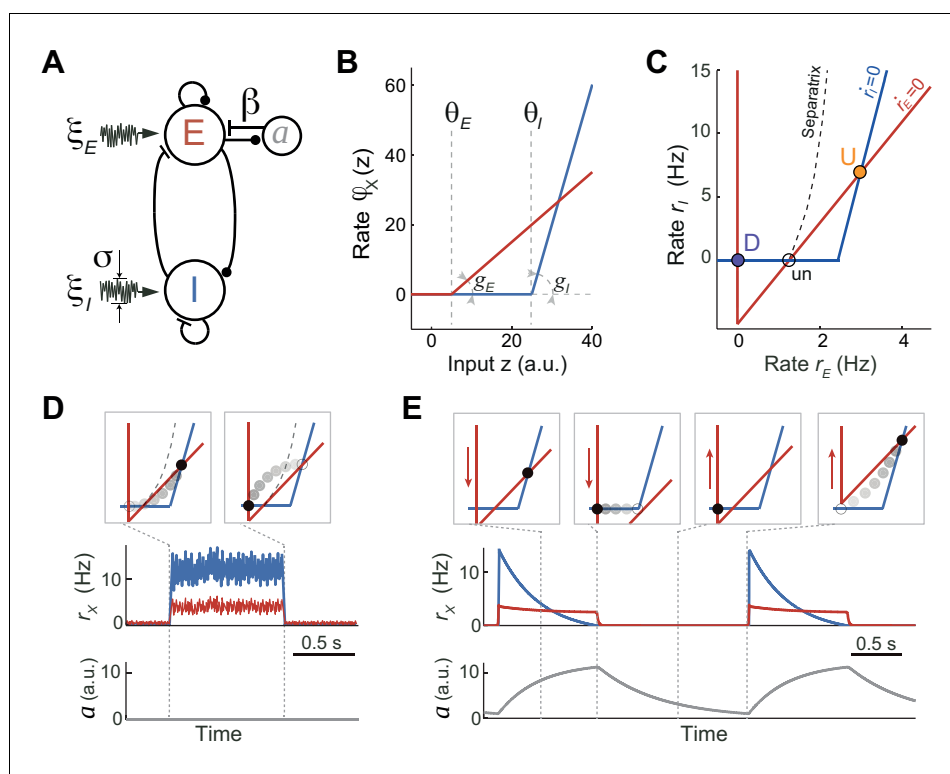 A
ξE
E
β
a
σ
ξI
I
B
Rate φX(z)
60
40
20
0
θE
θI
gE
gI
0
20
40
Input z (a.u.)
C
Rate rI (Hz)
15
10
5
0
Separatrix
ṙI=0
ṙE=0
U
D
un
0
2
4
Rate rE (Hz)
D
rX (Hz)
10
0
0.5 s
a (a.u.)
10
0
Time
E
rX (Hz)
10
0
0.5 s
a (a.u.)
10
0
Time